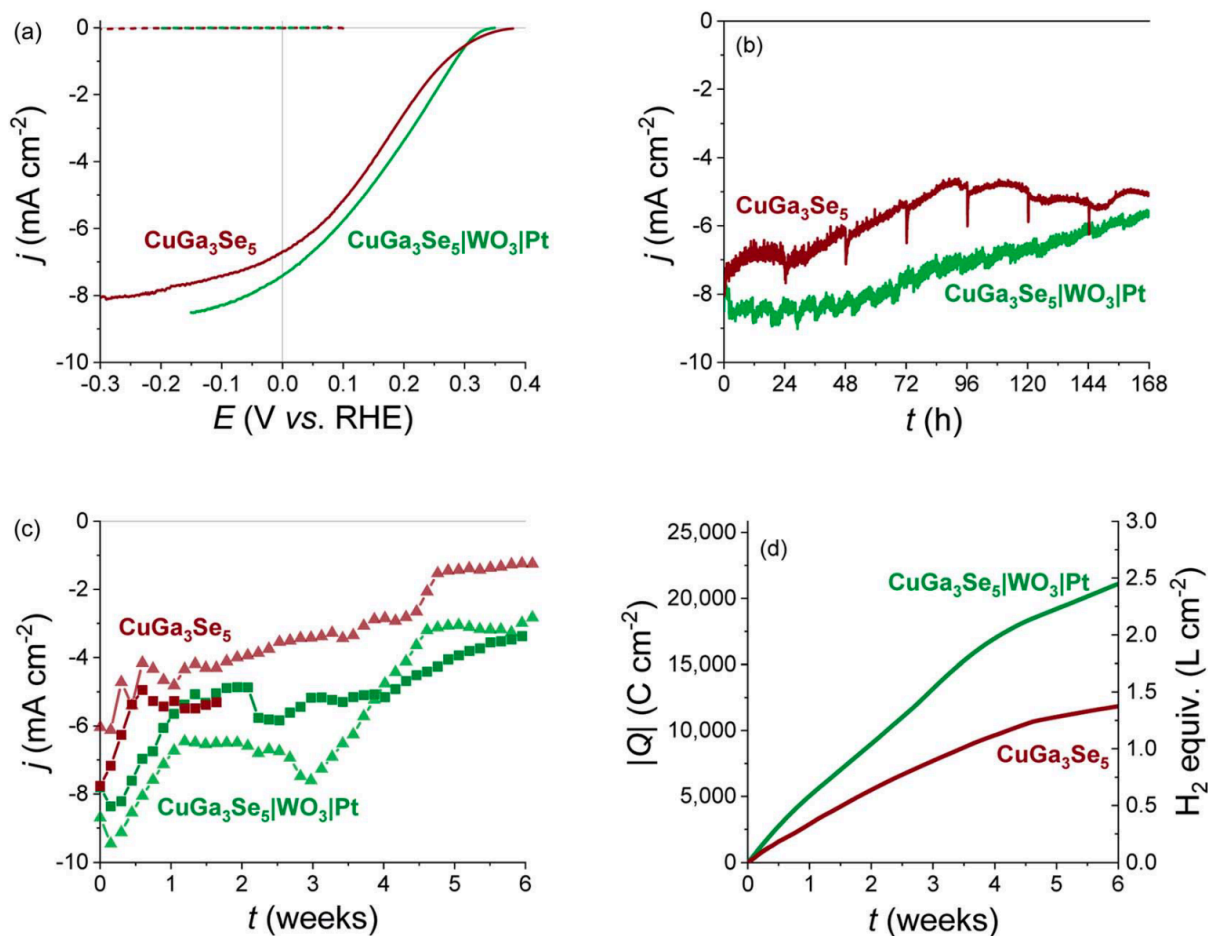 (a)
0
-2
-4
-6
-8
-10
j (mA cm⁻²)
CuGa₃Se₅
CuGa₃Se₅|WO₃|Pt
-0.3 -0.2 -0.1 0.0 0.1 0.2 0.3 0.4
E (V vs. RHE)
(b)
0
-2
-4
-6
-8
-10
j (mA cm⁻²)
CuGa₃Se₅
CuGa₃Se₅|WO₃|Pt
0 24 48 72 96 120 144 168
t (h)
(c)
0
-2
-4
-6
-8
-10
j (mA cm⁻²)
CuGa₃Se₅
CuGa₃Se₅|WO₃|Pt
0 1 2 3 4 5 6
t (weeks)
(d)
25,000
20,000
15,000
10,000
5,000
0
|Q| (C cm⁻²)
CuGa₃Se₅|WO₃|Pt
CuGa₃Se₅
3.0
2.5
2.0
1.5
1.0
0.5
0.0
H₂ equiv. (L cm⁻²)
0 1 2 3 4 5 6
t (weeks)